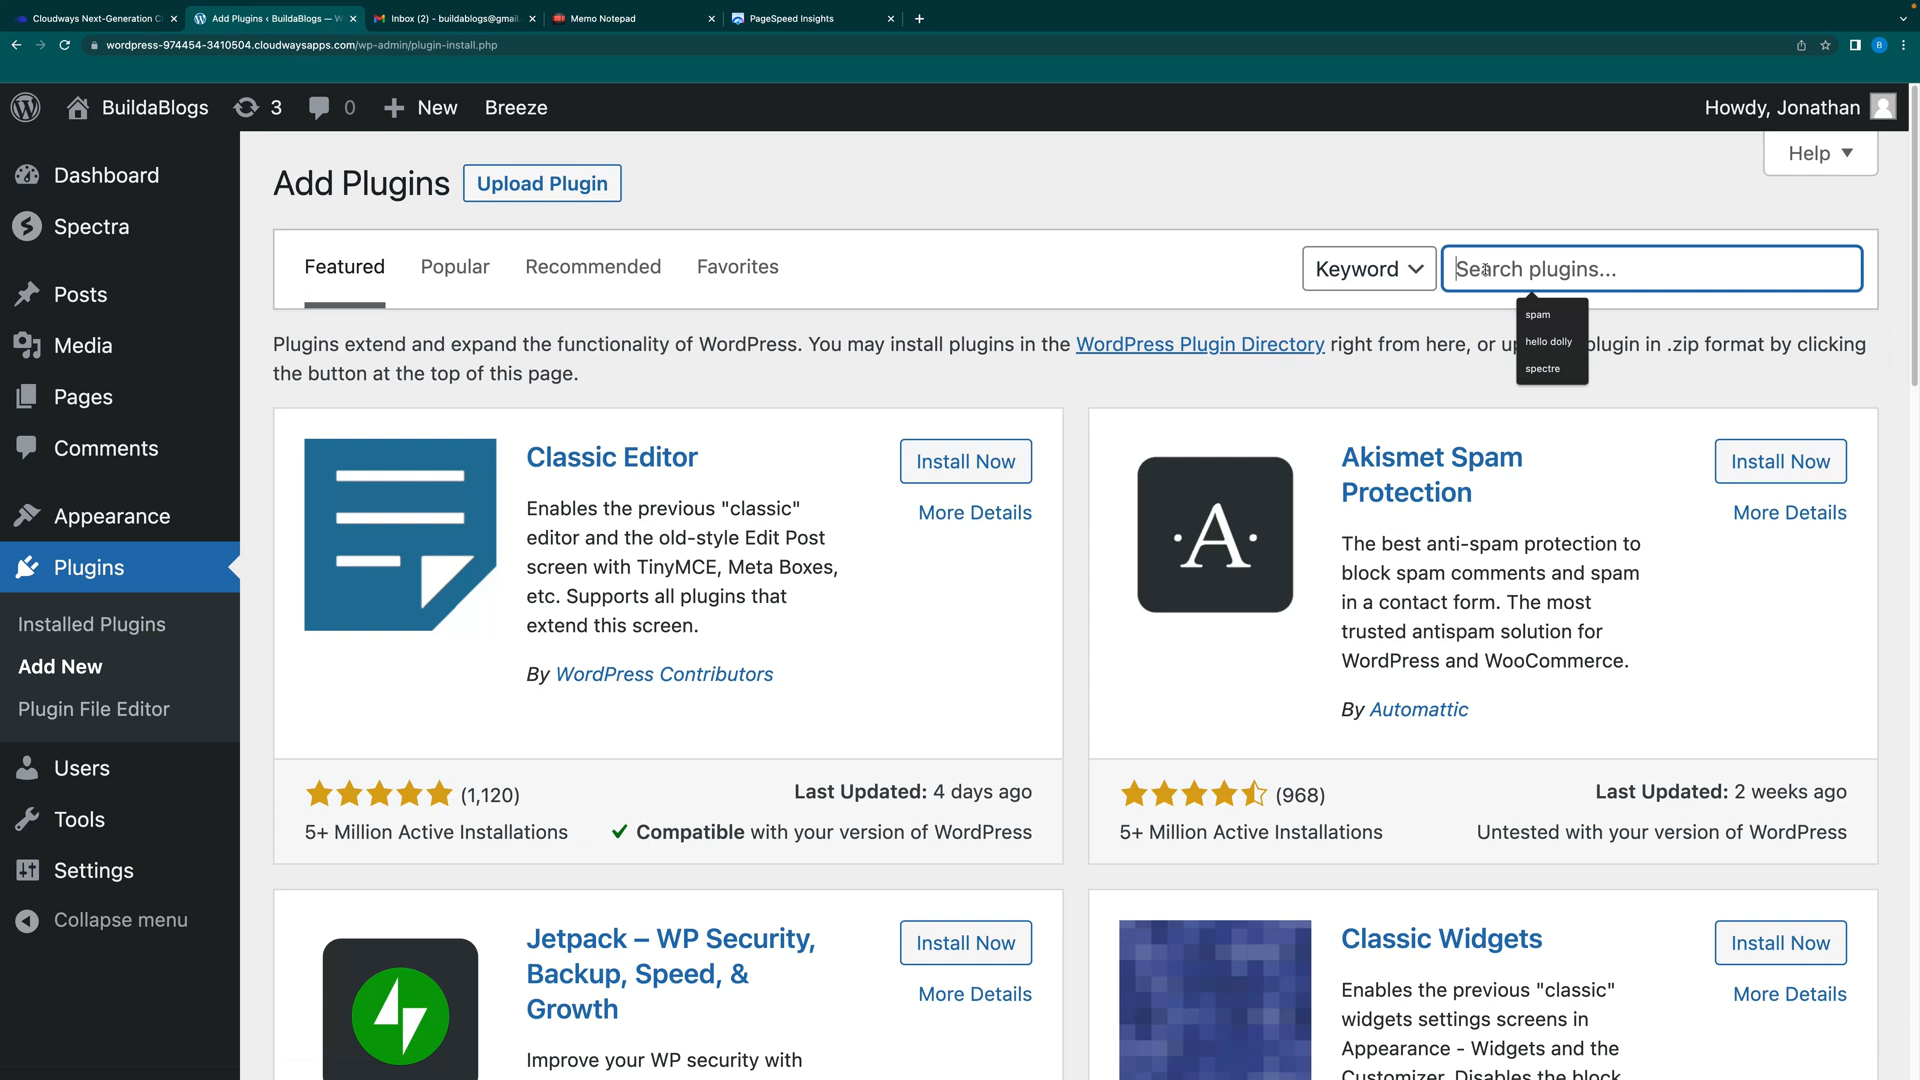 Cloudways Next-Generation C
Add Plugins ‹ BuildaBlogs — W
Inbox (2) - buildablogs@gmail.
Memo Notepad
PageSpeed Insights
wordpress-974454-3410504.cloudwaysapps.com/wp-admin/plugin-install.php
B
BuildaBlogs
3
0
New
Breeze
Howdy, Jonathan
Dashboard
Spectra
Posts
Media
Pages
Comments
Appearance
Plugins
Installed Plugins
Add New
Plugin File Editor
Users
Tools
Settings
Collapse menu
Help
Add Plugins
Upload Plugin
Featured
Popular
Recommended
Favorites
Keyword
Search plugins...
spam
hello dolly
spectre
Plugins extend and expand the functionality of WordPress. You may install plugins in the WordPress Plugin Directory right from here, or plugin in .zip format by clicking
the button at the top of this page.
Classic Editor
Install Now
More Details
Enables the previous "classic"
editor and the old-style Edit Post
screen with TinyMCE, Meta Boxes,
etc. Supports all plugins that
extend this screen.
By WordPress Contributors
(1,120)
Last Updated: 4 days ago
5+ Million Active Installations
Compatible with your version of WordPress
·A·
Akismet Spam
Protection
Install Now
More Details
The best anti-spam protection to
block spam comments and spam
in a contact form. The most
trusted antispam solution for
WordPress and WooCommerce.
By Automattic
(968)
Last Updated: 2 weeks ago
5+ Million Active Installations
Untested with your version of WordPress
Jetpack – WP Security,
Backup, Speed, &
Growth
Install Now
More Details
Improve your WP security with
Classic Widgets
Install Now
More Details
Enables the previous "classic"
widgets settings screens in
Appearance - Widgets and the
Customizer. Disables the block